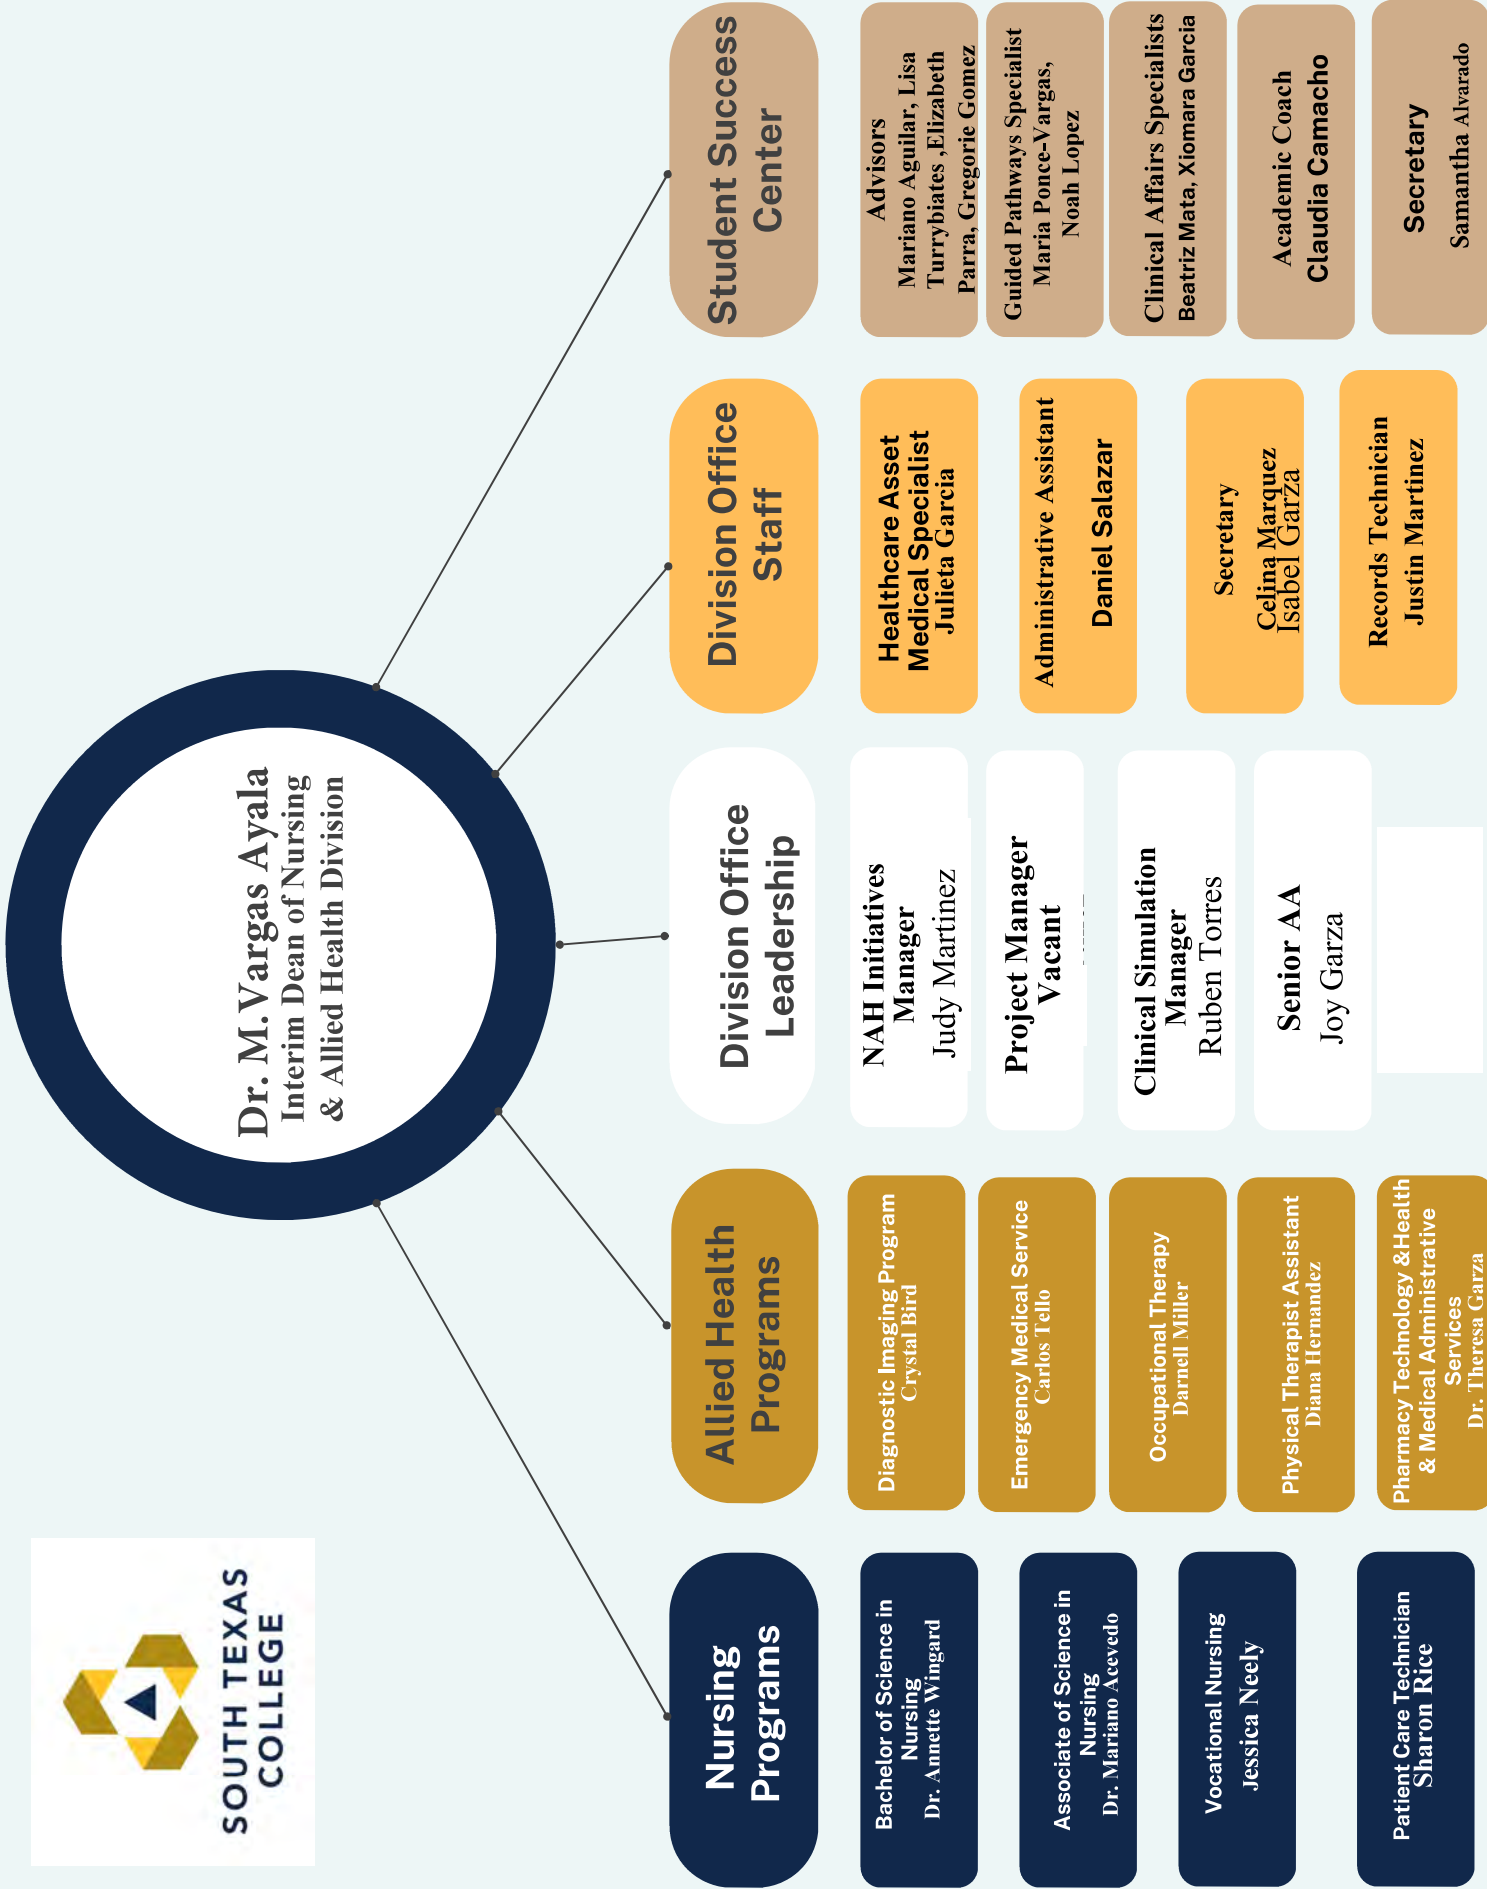 SOUTH TEXAS
COLLEGE
Dr. M.Vargas Ayala
Interim Dean of Nursing
& Allied Health Division
Nursing
Programs
Bachelor of Science in
Nursing
Dr. Annette Wingard
Associate of Science in
Nursing
Dr. Mariano Acevedo
Vocational Nursing
Jessica Neely
Patient Care Technician
Sharon Rice
Allied Health
Programs
Diagnostic Imaging Program
Crystal Bird
Emergency Medical Service
Carlos Tello
Occupational Therapy
Darnell Miller
Physical Therapist Assistant
Diana Hernandez
Pharmacy Technology &Health
& Medical Administrative
Services
Dr. Theresa Garza
Division Office
Leadership
NAH Initiatives
Manager
Judy Martinez
Project Manager
Vacant
Clinical Simulation
Manager
Ruben Torres
Senior AA
Joy Garza
Division Office
Staff
Healthcare Asset
Medical Specialist
Julieta Garcia
Administrative Assistant
Daniel Salazar
Secretary
Celina Marquez
Isabel Garza
Records Technician
Justin Martinez
Student Success
Center
Advisors
Mariano Aguilar, Lisa
Turrybiates ,Elizabeth
Parra, Gregorie Gomez
Guided Pathways Specialist
Maria Ponce-Vargas,
Noah Lopez
Clinical Affairs Specialists
Beatriz Mata, Xiomara Garcia
Academic Coach
Claudia Camacho
Secretary
Samantha Alvarado